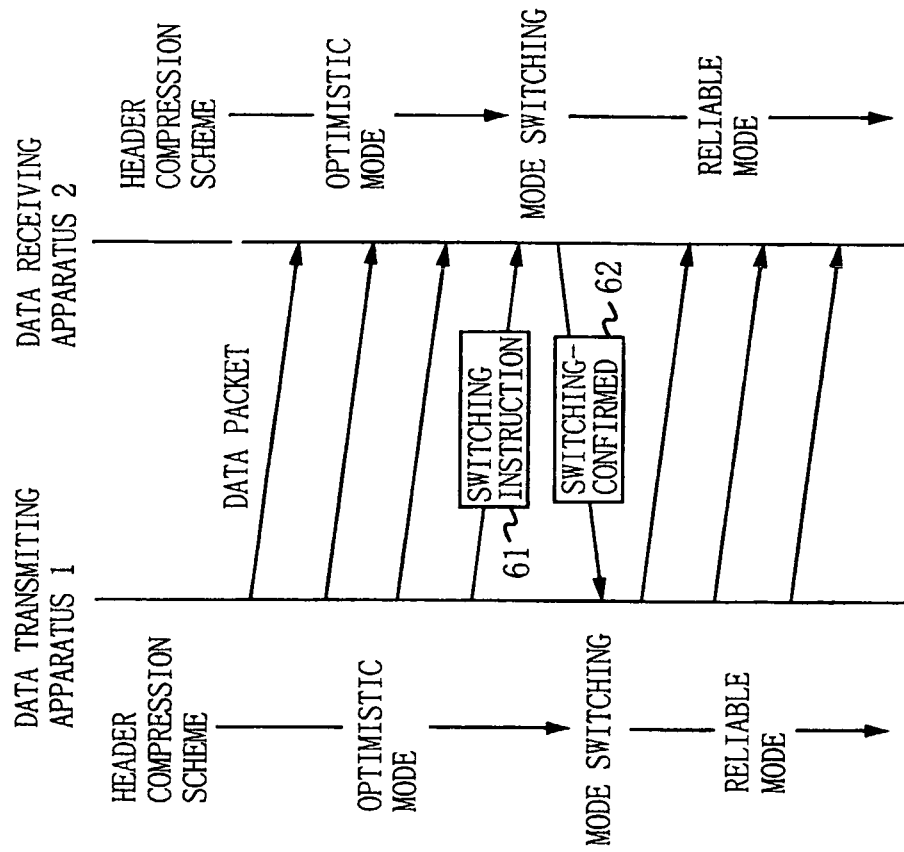 DATA TRANSMITING
APPARATUS 1
DATA RECEIVING
APPARATUS 2
HEADER
COMPRESSION
SCHEME
HEADER
COMPRESSION
SCHEME
DATA PACKET
OPTIMISTIC
MODE
OPTIMISTIC
MODE
SWITCHING
INSTRUCTION
61
MODE SWITCHING
SWITCHING-
CONFIRMED
62
MODE SWITCHING
RELIABLE
MODE
RELIABLE
MODE